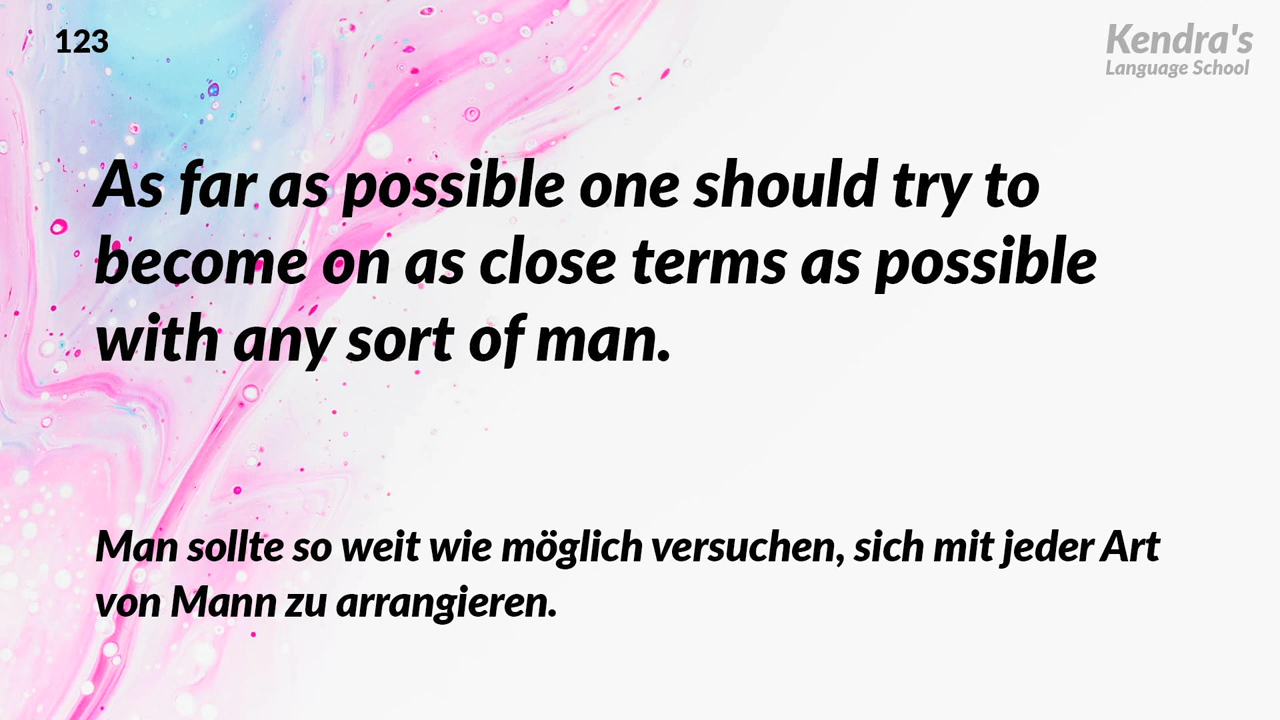 123
Kendra's
Language School
As far as possible one should try to
become on as close terms as possible
with any sort of man.
Man sollte so weit wie möglich versuchen, sich mit jeder Art
von Mann zu arrangieren.